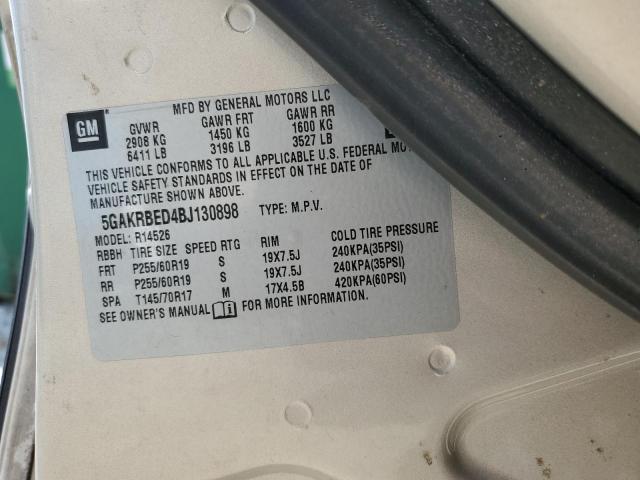 MFD BY GENERAL MOTORS LLC
GM
GVWR GAWR FRT GAWR RR
2908 KG 1450 KG 1600 KG
6411 LB 3196 LB 3527 LB
THIS VEHICLE CONFORMS TO ALL APPLICABLE U.S. FEDERAL
VEHICLE SAFETY STANDARDS IN EFFECT ON THE DATE OF
MANUFACTURE SHOWN ABOVE.
5GAKRBED4BJ130898 TYPE: M.P.V.
MODEL: R14526
RBBH TIRE SIZE SPEED RTG RIM COLD TIRE PRESSURE
FRT P255/60R19 S 19X7.5J 240KPA(35PSI)
RR P255/60R19 S 19X7.5J 240KPA(35PSI)
SPA T145/70R17 M 17X4.5B 420KPA(60PSI)
SEE OWNER'S MANUAL FOR MORE INFORMATION.